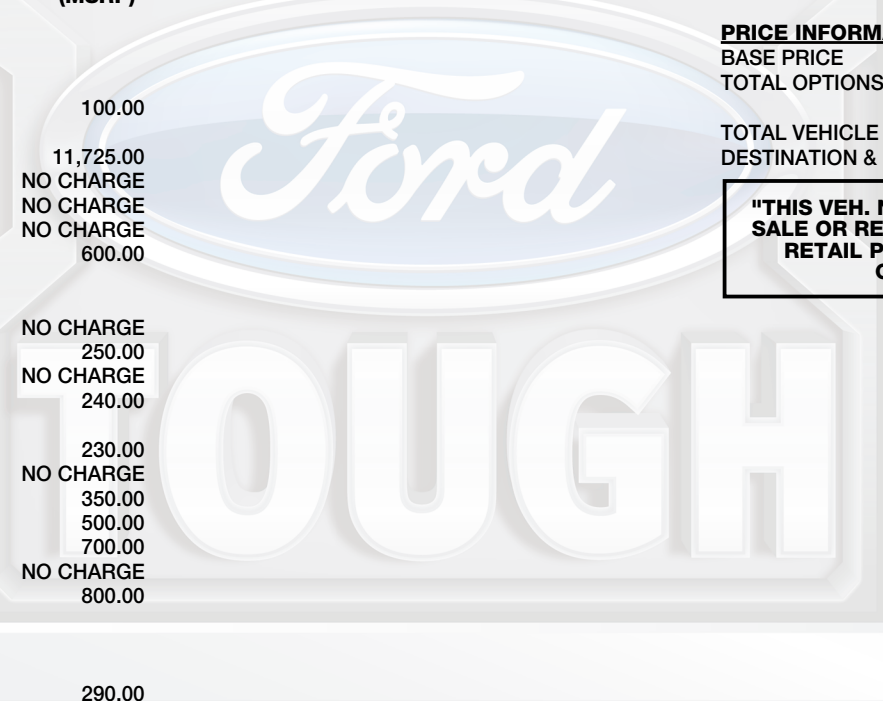 (MSRP)
100.00
11,725.00
NO CHARGE
NO CHARGE
NO CHARGE
600.00
NO CHARGE
250.00
NO CHARGE
240.00
230.00
NO CHARGE
350.00
500.00
700.00
NO CHARGE
800.00
290.00
PRICE INFORMA
BASE PRICE
TOTAL OPTIONS
TOTAL VEHICLE
DESTINATION &
"THIS VEH. N
SALE OR RE
RETAIL P
Ford
TOUGH